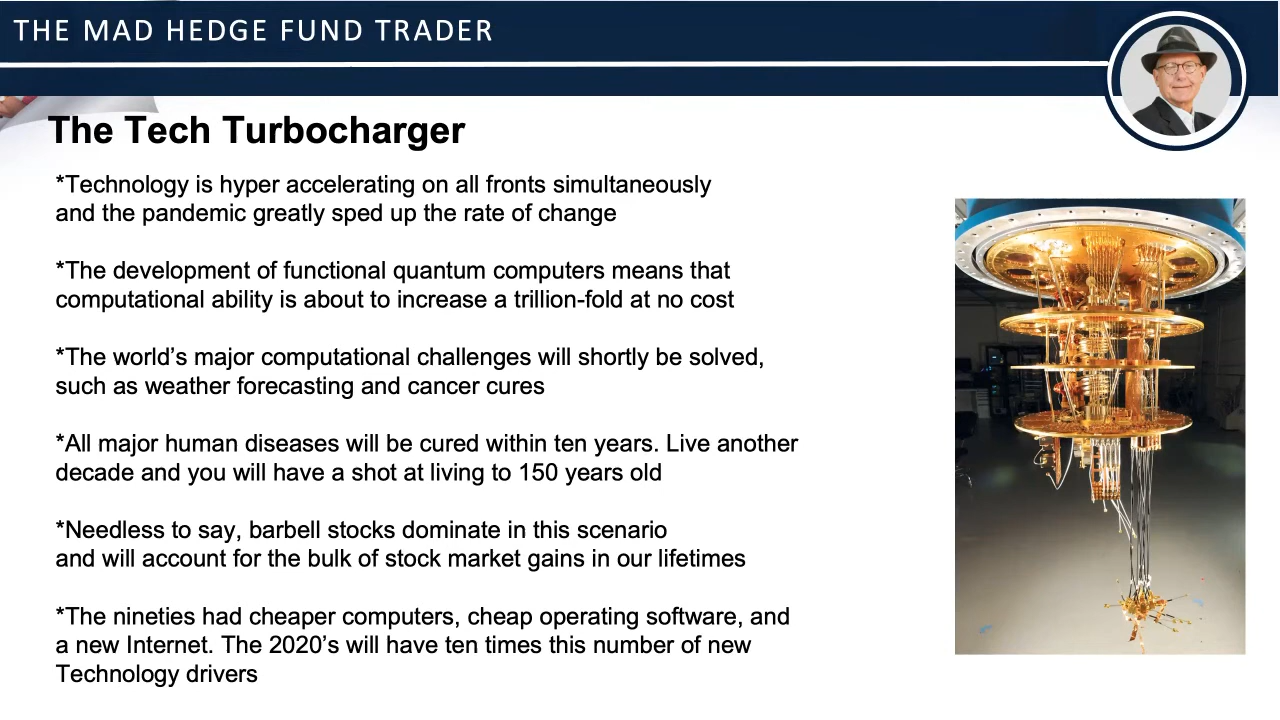 THE MAD HEDGE FUND TRADER
The Tech Turbocharger
*Technology is hyper accelerating on all fronts simultaneously
and the pandemic greatly sped up the rate of change
*The development of functional quantum computers means that
computational ability is about to increase a trillion-fold at no cost
*The world’s major computational challenges will shortly be solved,
such as weather forecasting and cancer cures
*All major human diseases will be cured within ten years. Live another
decade and you will have a shot at living to 150 years old
*Needless to say, barbell stocks dominate in this scenario
and will account for the bulk of stock market gains in our lifetimes
*The nineties had cheaper computers, cheap operating software, and
a new Internet. The 2020’s will have ten times this number of new
Technology drivers